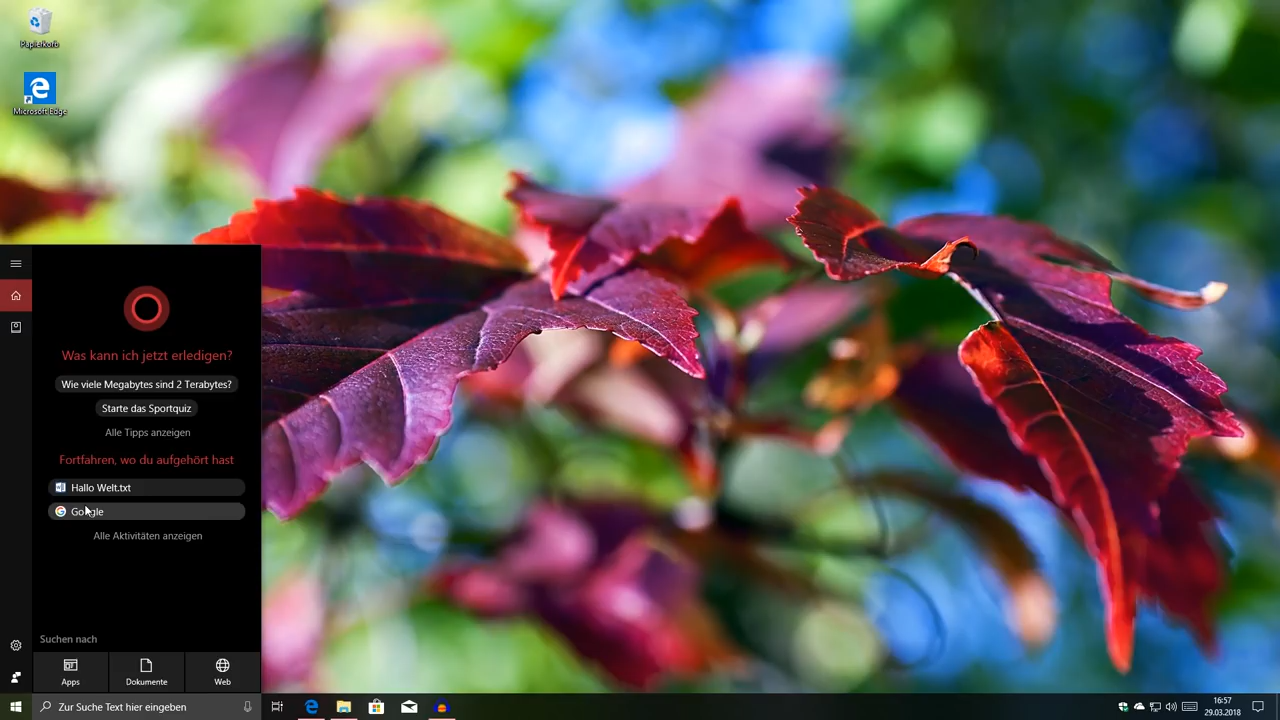 Papierkorb
Microsoft Edge
Was kann ich jetzt erledigen?
Wie viele Megabytes sind 2 Terabytes?
Starte das Sportquiz
Alle Tipps anzeigen
Fortfahren, wo du aufgehört hast
Hallo Welt.txt
Google
Alle Aktivitäten anzeigen
Suchen nach
Apps
Dokumente
Web
Zur Suche Text hier eingeben
16:57
29.03.2018